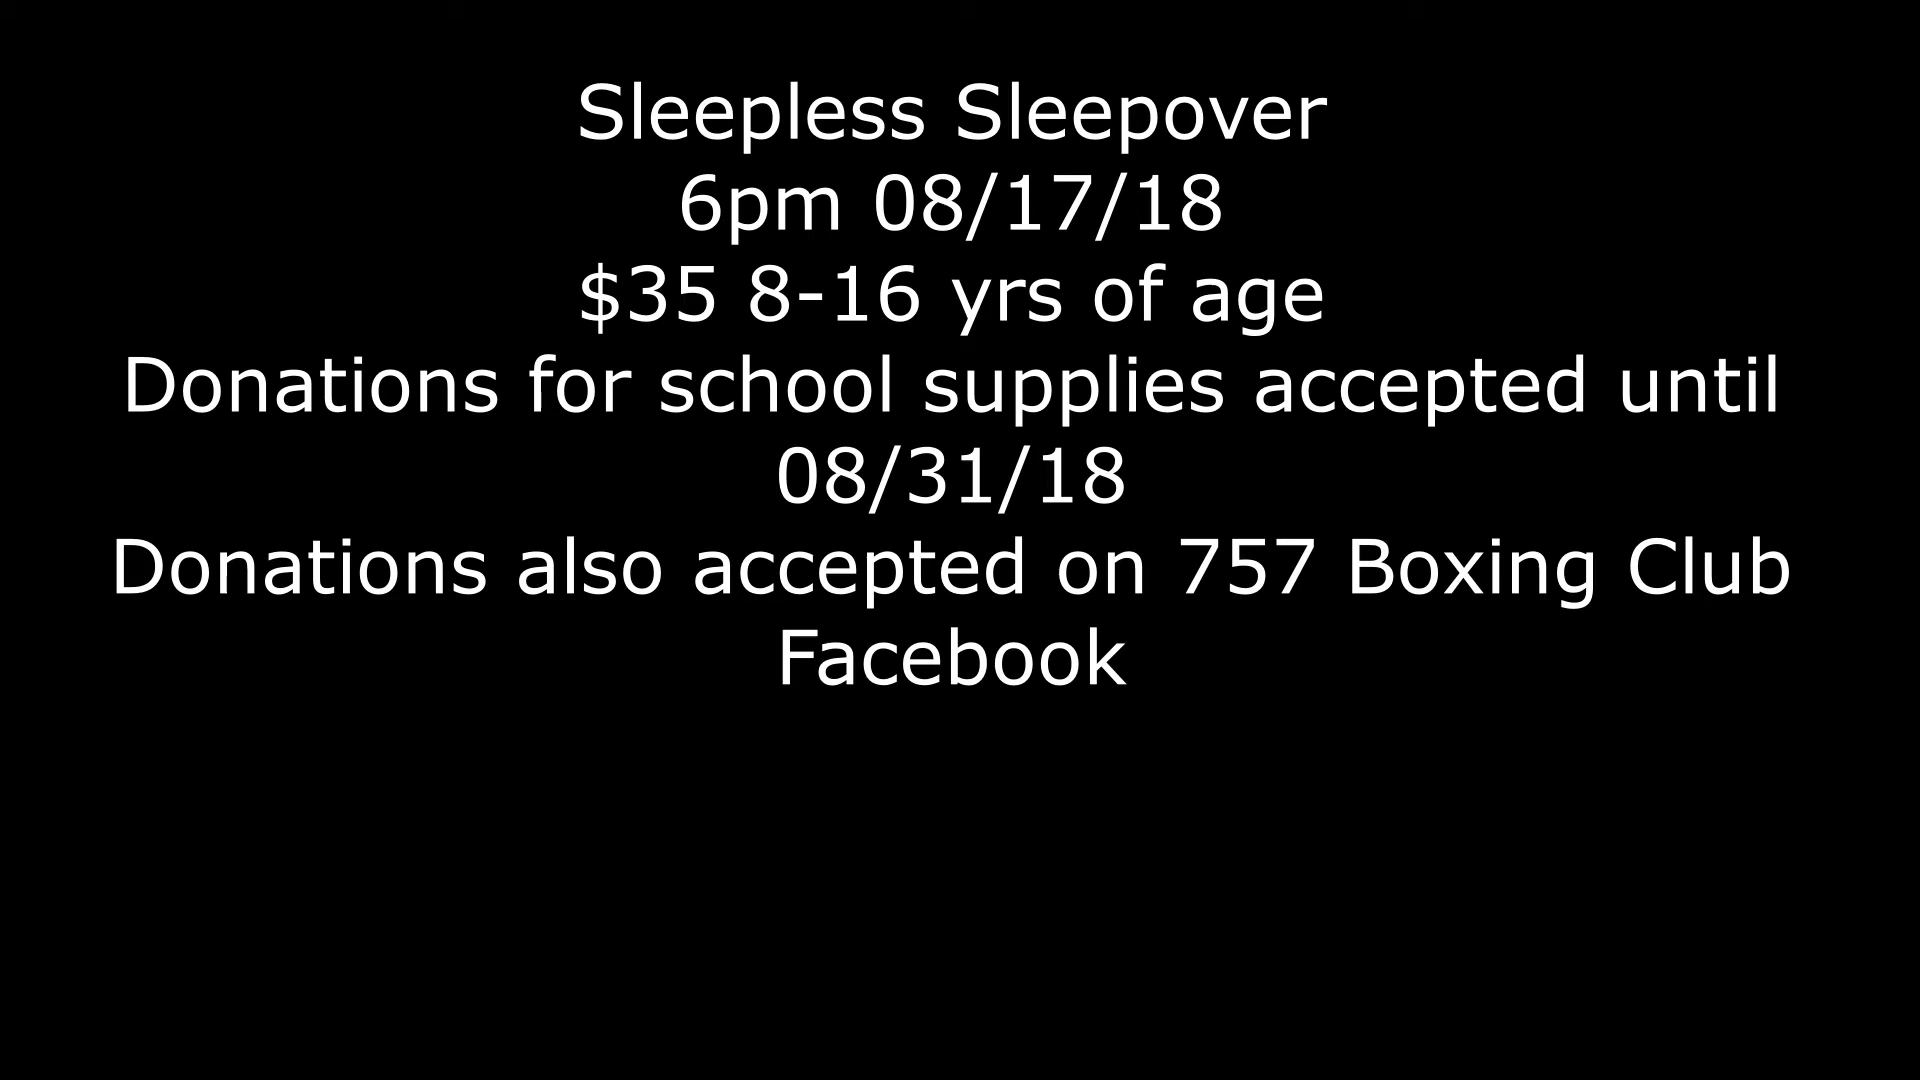 Sleepless Sleepover
6pm 08/17/18
$35 8-16 yrs of age
Donations for school supplies accepted until
08/31/18
Donations also accepted on 757 Boxing Club
Facebook